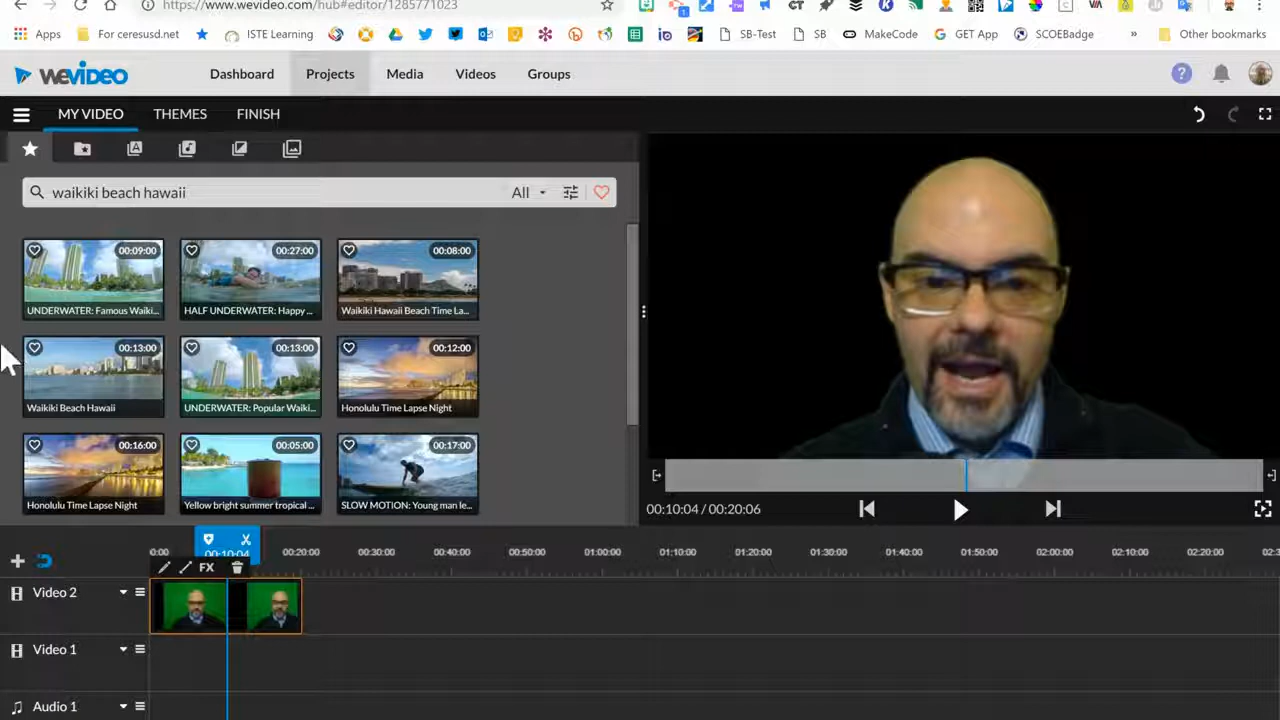 https://www.wevideo.com/hub#editor/1285771023
Apps For ceresusd.net ISTE Learning SB-Test SB MakeCode GET App SCOEBadge » Other bookmarks
WEVIDEO Dashboard Projects Media Videos Groups
MY VIDEO THEMES FINISH
waikiki beach hawaii All
00:09:00 00:27:00 00:08:00
UNDERWATER: Famous Waiki... HALF UNDERWATER: Happy ... Waikiki Hawaii Beach Time La...
00:13:00 00:13:00 00:12:00
Waikiki Beach Hawaii UNDERWATER: Popular Waiki... Honolulu Time Lapse Night
00:16:00 00:05:00 00:17:00
Honolulu Time Lapse Night Yellow bright summer tropical ... SLOW MOTION: Young man le...
00:10:04 / 00:20:06
0:00 00:10:04 00:20:00 00:30:00 00:40:00 00:50:00 01:00:00 01:10:00 01:20:00 01:30:00 01:40:00 01:50:00 02:00:00 02:10:00 02:20:00
FX
Video 2
Video 1
Audio 1